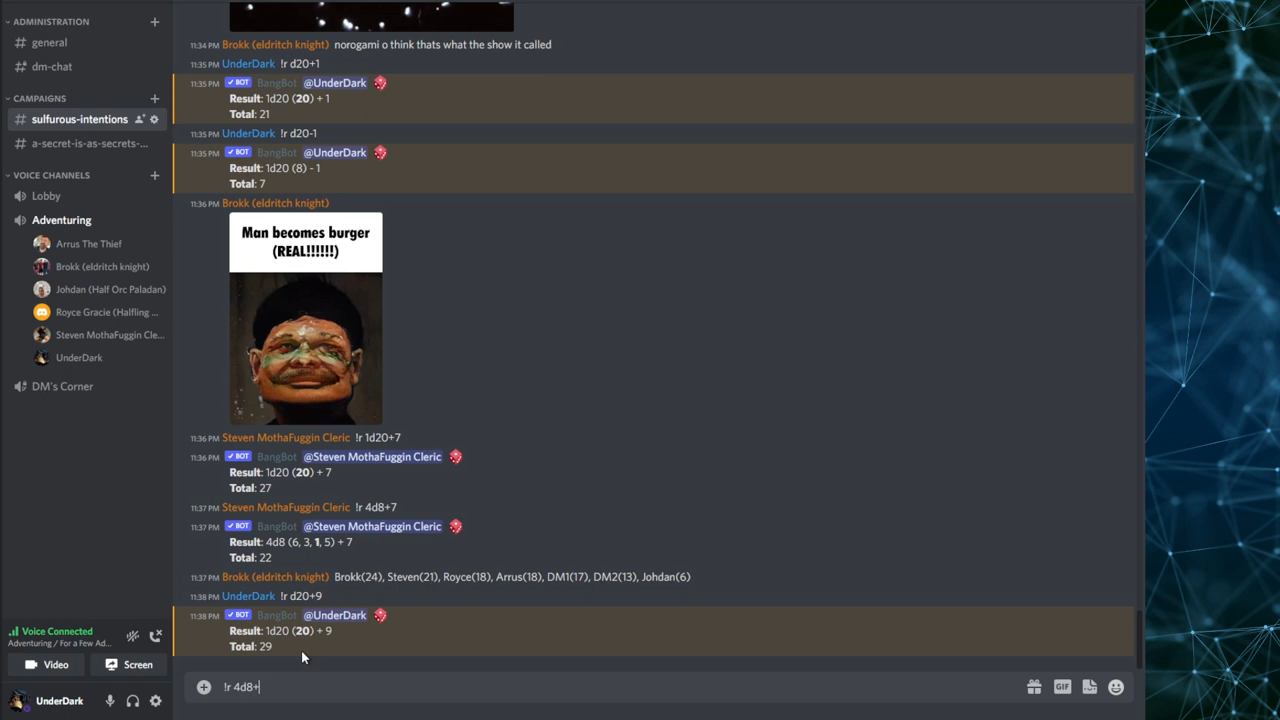 ADMINISTRATION
general
dm-chat
CAMPAIGNS
sulfurous-intentions
a-secret-is-as-secrets-...
VOICE CHANNELS
Lobby
Adventuring
Arrus The Thief
Brokk (eldritch knight)
Johdan (Half Orc Paladan)
Royce Gracie (Halfling ...
Steven MothaFuggin Cle...
UnderDark
DM's Corner
Voice Connected
Adventuring / For a Few Ad...
Video
Screen
UnderDark
11:34 PM Brokk (eldritch knight) norogami o think thats what the show it called
11:35 PM UnderDark !r d20+1
11:35 PM BOT BangBot @UnderDark
Result: 1d20 (20) + 1
Total: 21
11:35 PM UnderDark !r d20-1
11:35 PM BOT BangBot @UnderDark
Result: 1d20 (8) - 1
Total: 7
11:36 PM Brokk (eldritch knight)
Man becomes burger
(REAL!!!!!!)
11:36 PM Steven MothaFuggin Cleric !r 1d20+7
11:36 PM BOT BangBot @Steven MothaFuggin Cleric
Result: 1d20 (20) + 7
Total: 27
11:37 PM Steven MothaFuggin Cleric !r 4d8+7
11:37 PM BOT BangBot @Steven MothaFuggin Cleric
Result: 4d8 (6, 3, 1, 5) + 7
Total: 22
11:37 PM Brokk (eldritch knight) Brokk(24), Steven(21), Royce(18), Arrus(18), DM1(17), DM2(13), Johdan(6)
11:38 PM UnderDark !r d20+9
11:38 PM BOT BangBot @UnderDark
Result: 1d20 (20) + 9
Total: 29
!r 4d8+
GIF